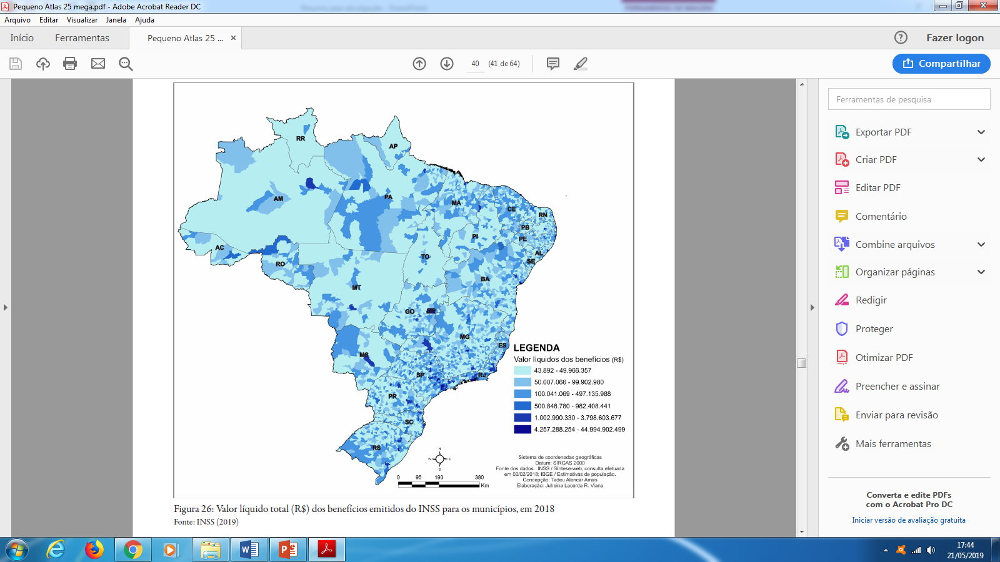 Pequeno Atlas 25 mega.pdf - Adobe Acrobat Reader DC
Arquivo Editar Visualizar Janela Ajuda
Início Ferramentas Pequeno Atlas 25 ... × Fazer logon
40 (41 de 64) Compartilhar
Ferramentas de pesquisa
Exportar PDF
Criar PDF
Editar PDF
Comentário
Combine arquivos
Organizar páginas
Redigir
Proteger
Otimizar PDF
Preencher e assinar
Enviar para revisão
Mais ferramentas
Converta e edite PDFs
com o Acrobat Pro DC
Iniciar versão de avaliação gratuita
RR
AP
AM
PA
MA
CE
RN
PB
PE
PI
AL
SE
AC
RO
TO
BA
MT
GO
MG
ES
MS
SP
RJ
PR
SC
RS
LEGENDA
Valor líquidos dos benefícios (R$)
43.892 - 49.966.357
50.007.066 - 99.902.980
100.041.069 - 497.135.988
500.848.780 - 982.408.441
1.002.990.330 - 3.798.603.677
4.257.288.254 - 44.994.902.499
N
W E
S
0 95 190 380
Km
Sistema de coordenadas geográficas
Datum: SIRGAS 2000
Fonte dos dados: INSS / Síntese-web, consulta efetuada
em 02/02/2018; IBGE / Estimativas de população.
Concepção: Tadeu Alencar Arrais
Elaboração: Juheina Lacerda R. Viana
Figura 26: Valor líquido total (R$) dos benefícios emitidos do INSS para os municípios, em 2018
Fonte: INSS (2019)
17:44
21/05/2019